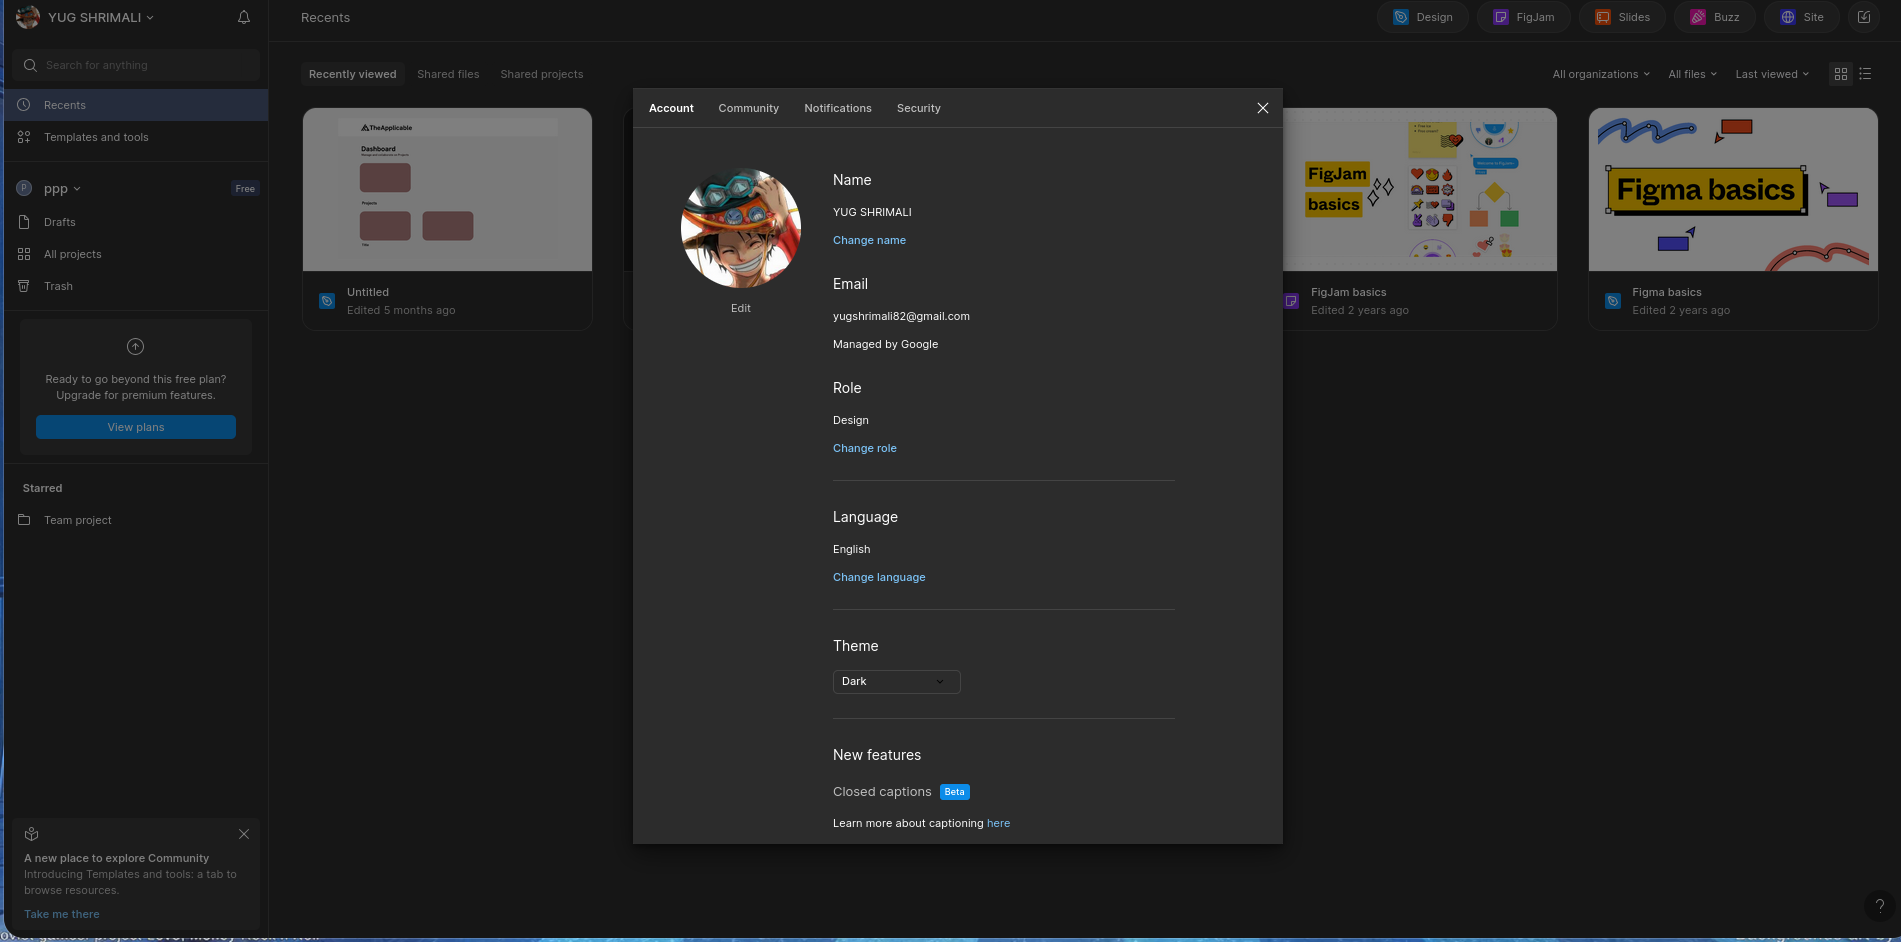 YUG SHRIMALI
Search for anything
Recents
Templates and tools
ppp
Free
Drafts
All projects
Trash
Ready to go beyond this free plan?
Upgrade for premium features.
View plans
Starred
Team project
A new place to explore Community
Introducing Templates and tools: a tab to
browse resources.
Take me there
Recents
Design
FigJam
Slides
Buzz
Site
Recently viewed
Shared files
Shared projects
All organizations
All files
Last viewed
TheApplicable
Dashboard
Projects
Title
Untitled
Edited 5 months ago
FigJam
basics
FigJam basics
Edited 2 years ago
Figma basics
Figma basics
Edited 2 years ago
Account
Community
Notifications
Security
Edit
Name
YUG SHRIMALI
Change name
Email
yugshrimali82@gmail.com
Managed by Google
Role
Design
Change role
Language
English
Change language
Theme
Dark
New features
Closed captions
Beta
Learn more about captioning here
?